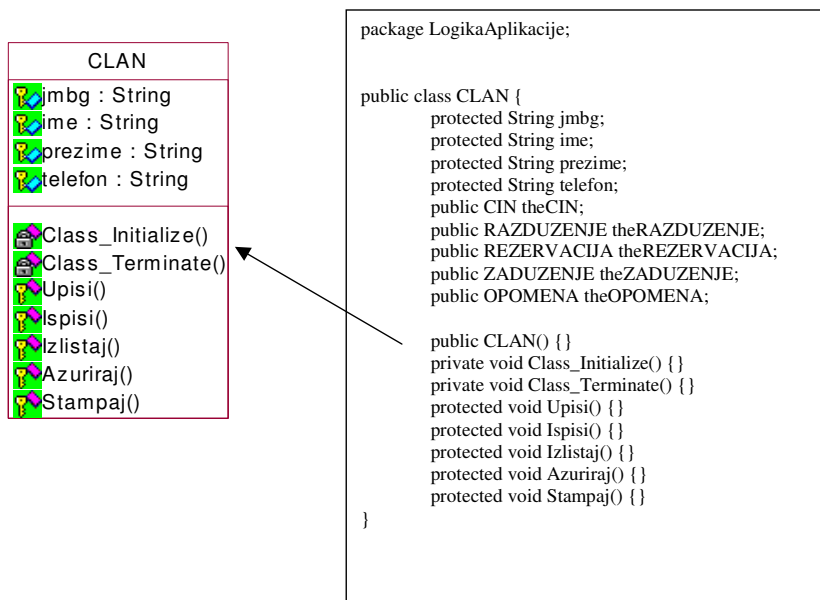 CLAN
jmbg : String
ime : String
prezime : String
telefon : String
Class_Initialize()
Class_Terminate()
Upisi()
Ispisi()
Izlistaj()
Azuriraj()
Stampaj()
package LogikaAplikacije;
public class CLAN {
protected String jmbg;
protected String ime;
protected String prezime;
protected String telefon;
public CIN theCIN;
public RAZDUZENJE theRAZDUZENJE;
public REZERVACIJA theREZERVACIJA;
public ZADUZENJE theZADUZENJE;
public OPOMENA theOPOMENA;
public CLAN() {}
private void Class_Initialize() {}
private void Class_Terminate() {}
protected void Upisi() {}
protected void Ispisi() {}
protected void Izlistaj() {}
protected void Azuriraj() {}
protected void Stampaj() {}
}